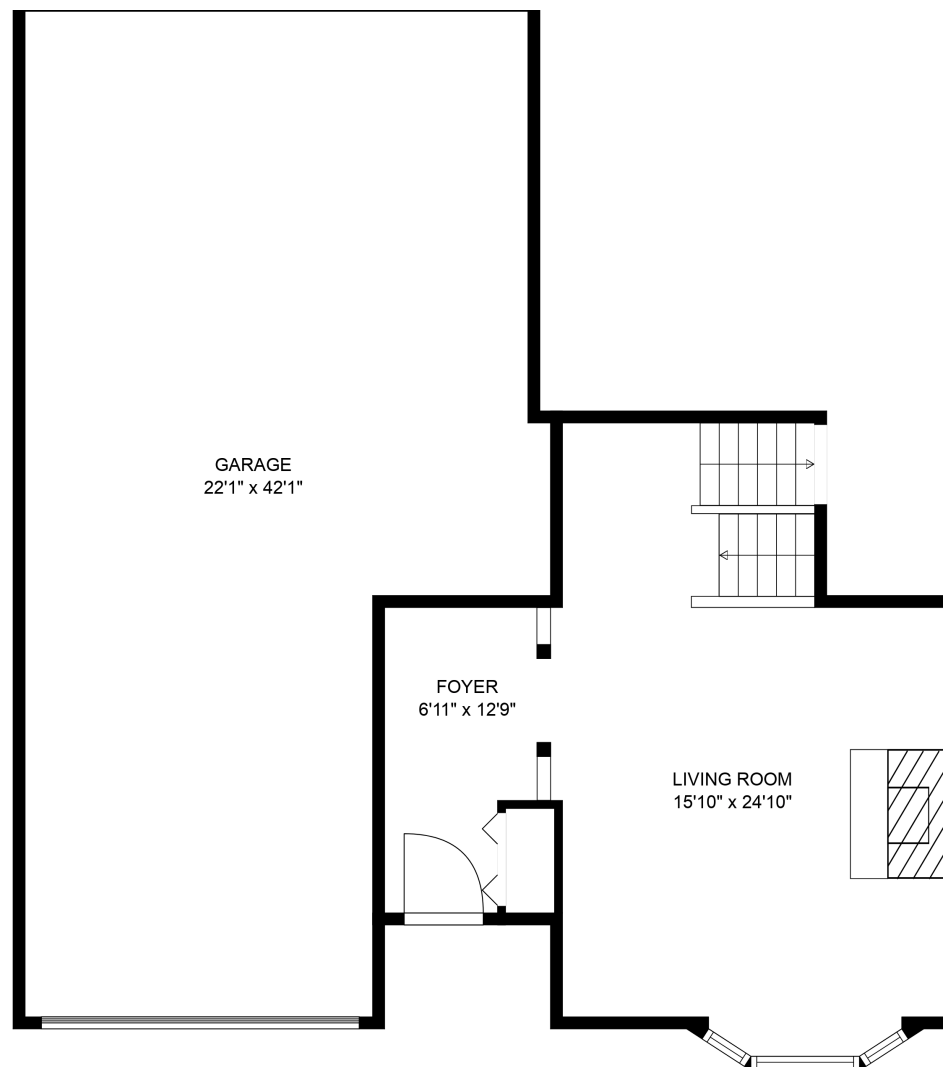 GARAGE
22'1" x 42'1"
FOYER
6'11" x 12'9"
LIVING ROOM
15'10" x 24'10"